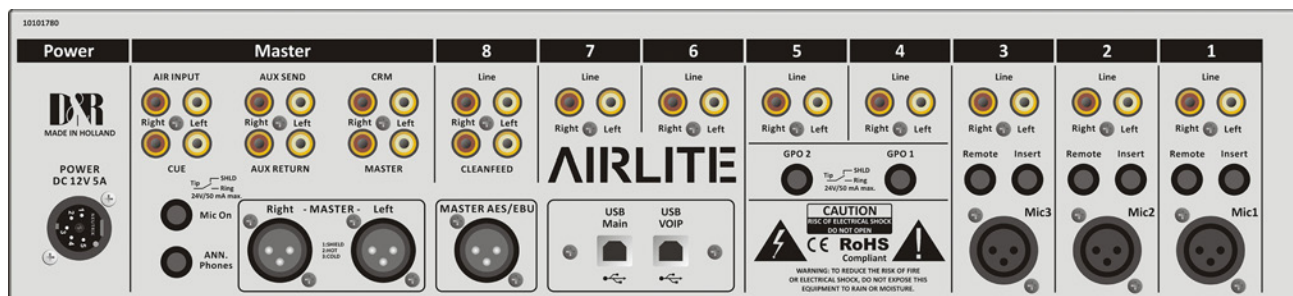 10101780
Power Master 8 7 6 5 4 3 2 1
D&R
MADE IN HOLLAND
POWER
DC 12V 5A
AIR INPUT AUX SEND CRM
Right Left Right Left Right Left
CUE AUX RETURN MASTER
Tip SHLD
Ring
24V/50 mA max.
Mic On
ANN.
Phones
Right - MASTER - Left
1:SHIELD
2:HOT
3:COLD
Line
Right Left
CLEANFEED
MASTER AES/EBU
Line Line
Right Left Right Left
AIRLITE
USB USB
Main VOIP
Line Line
Right Left Right Left
GPO 2 GPO 1
Tip SHLD
Ring
24V/50 mA max.
CAUTION
RISC OF ELECTRICAL SHOCK
DO NOT OPEN
CE RoHS
Compliant
WARNING: TO REDUCE THE RISK OF FIRE
OR ELECTRICAL SHOCK, DO NOT EXPOSE THIS
EQUIPMENT TO RAIN OR MOISTURE.
Line Line Line
Right Left Right Left Right Left
Remote Insert Remote Insert Remote Insert
Mic3 Mic2 Mic1